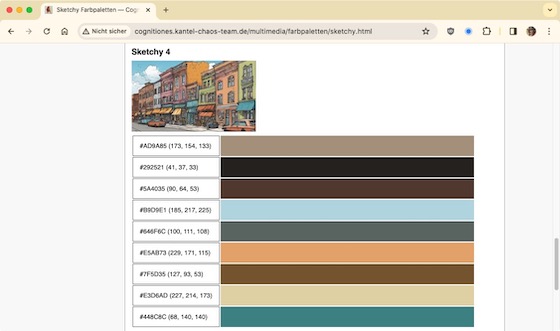 Sketchy Farbpaletten — Cogn
Nicht sicher
cognitiones.kantel-chaos-team.de/multimedia/farbpaletten/sketchy.html
Sketchy 4
#AD9A85 (173, 154, 133)
#292521 (41, 37, 33)
#5A4035 (90, 64, 53)
#B9D9E1 (185, 217, 225)
#646F6C (100, 111, 108)
#E5AB73 (229, 171, 115)
#7F5D35 (127, 93, 53)
#E3D6AD (227, 214, 173)
#448C8C (68, 140, 140)